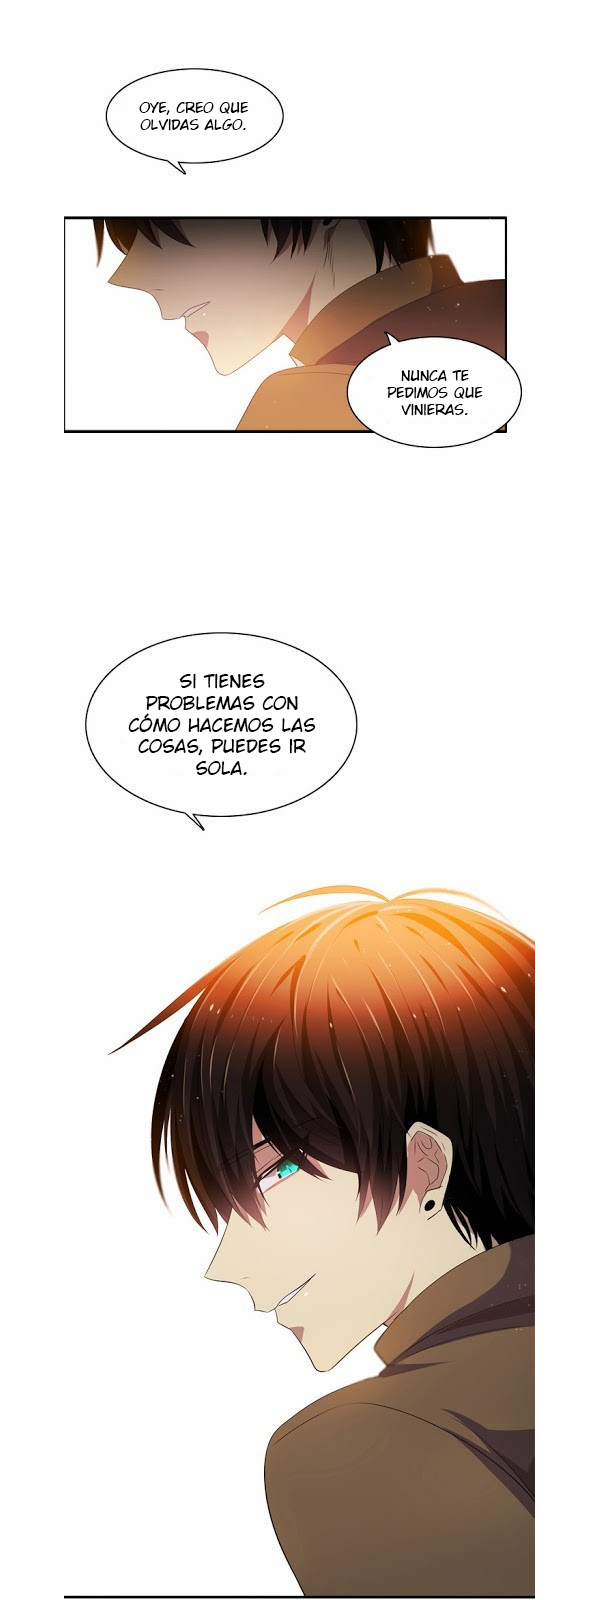 OYE, CREO QUE
OLVIDAS ALGO.
NUNCA TE
PEDIMOS QUE
VINIERAS.
SI TIENES
PROBLEMAS CON
CÓMO HACEMOS LAS
COSAS, PUEDES IR
SOLA.